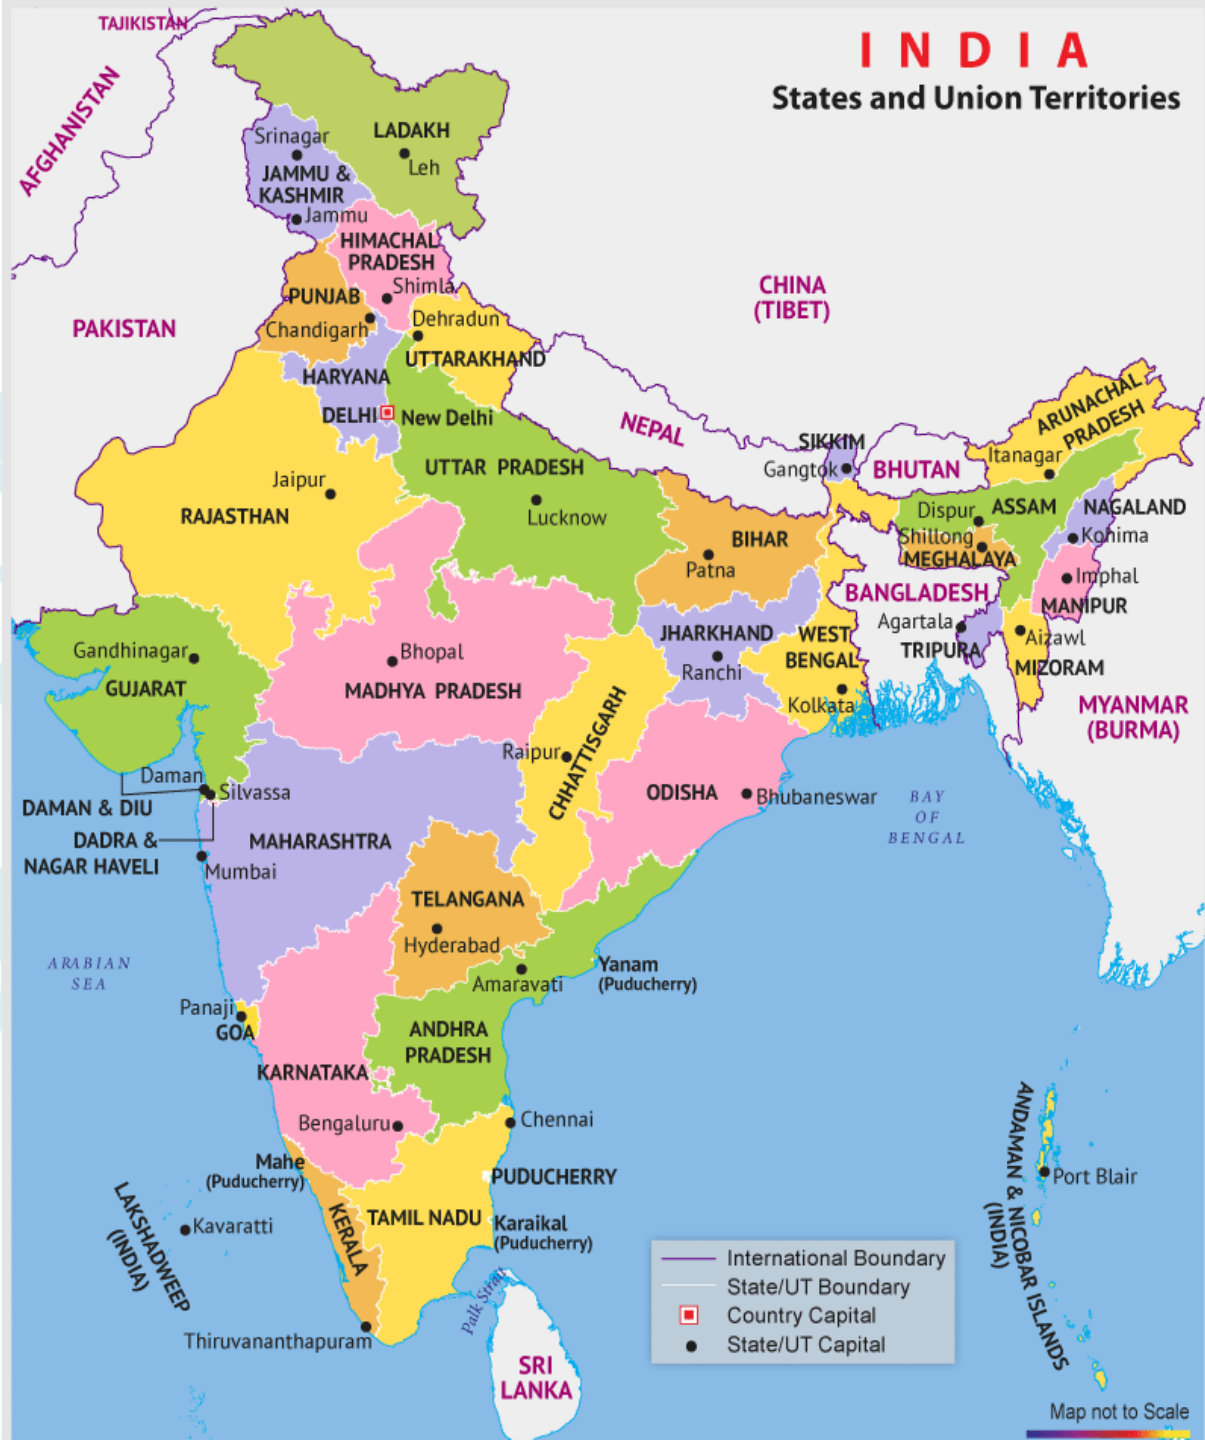 TAJIKISTAN
INDIA
States and Union Territories
AFGHANISTAN
LADAKH
Leh
Srinagar
JAMMU &
KASHMIR
Jammu
HIMACHAL
PRADESH
Shimla
PUNJAB
Chandigarh
CHINA
(TIBET)
PAKISTAN
Dehradun
UTTARAKHAND
HARYANA
DELHI
New Delhi
NEPAL
SIKKIM
Gangtok
BHUTAN
ARUNACHAL
PRADESH
Itanagar
UTTAR PRADESH
Lucknow
Jaipur
RAJASTHAN
BIHAR
Patna
Dispur
ASSAM
NAGALAND
Kohima
Shillong
MEGHALAYA
Imphal
MANIPUR
BANGLADESH
Agartala
TRIPURA
Aizawl
MIZORAM
MYANMAR
(BURMA)
JHARKHAND
Ranchi
WEST
BENGAL
Kolkata
Gandhinagar
GUJARAT
Bhopal
MADHYA PRADESH
Raipur
CHHATTISGARH
ODISHA
Bhubaneswar
BAY
OF
BENGAL
Daman
Silvassa
DAMAN & DIU
DADRA &
NAGAR HAVELI
MAHARASHTRA
Mumbai
TELANGANA
Hyderabad
ARABIAN
SEA
Yanam
(Puducherry)
Amaravati
Panaji
GOA
ANDHRA
PRADESH
KARNATAKA
Bengaluru
Chennai
Mahe
(Puducherry)
PUDUCHERRY
LAKSHADWEEP
(INDIA)
Kavaratti
KERALA
TAMIL NADU
Karaikal
(Puducherry)
Palk Strait
Thiruvananthapuram
SRI
LANKA
ANDAMAN & NICOBAR ISLANDS
(INDIA)
Port Blair
International Boundary
State/UT Boundary
Country Capital
State/UT Capital
Map not to Scale